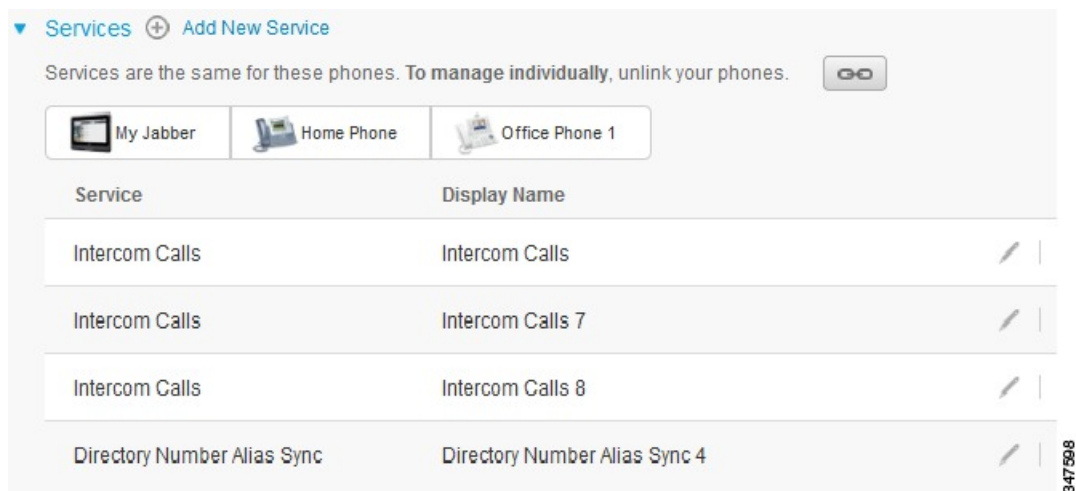 Services Add New Service
Services are the same for these phones. To manage individually, unlink your phones.
My Jabber Home Phone Office Phone 1
Service Display Name
Intercom Calls Intercom Calls
Intercom Calls Intercom Calls 7
Intercom Calls Intercom Calls 8
Directory Number Alias Sync Directory Number Alias Sync 4
347598